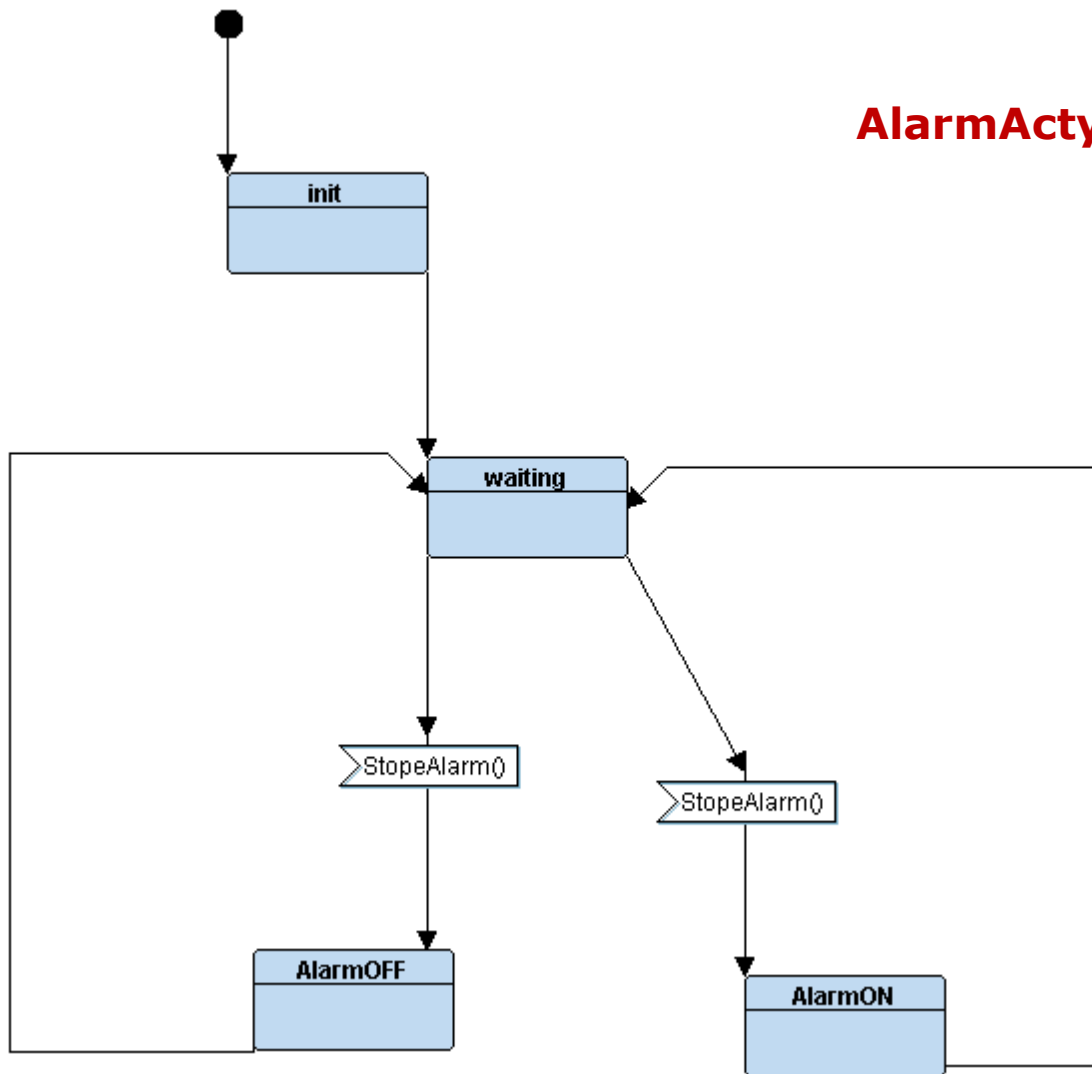 AlarmActy
init
waiting
StopeAlarm()
StopeAlarm()
AlarmOFF
AlarmON